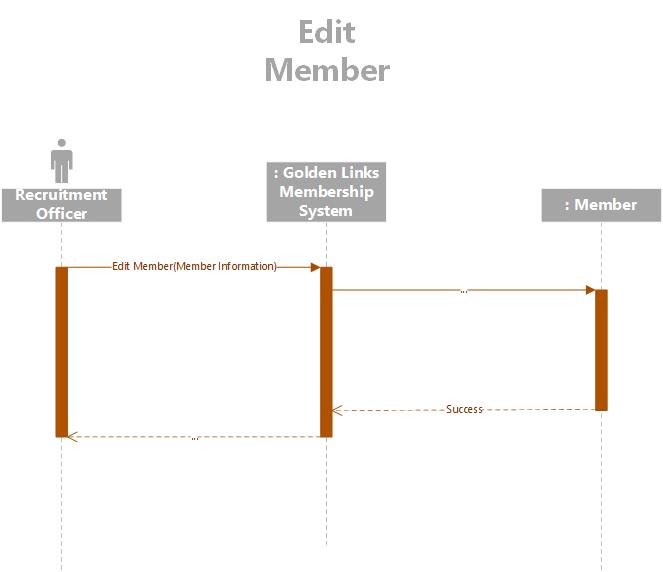 Edit
Member
Recruitment
Officer
: Golden Links
Membership
System
: Member
Edit Member(Member Information)
...
Success
...